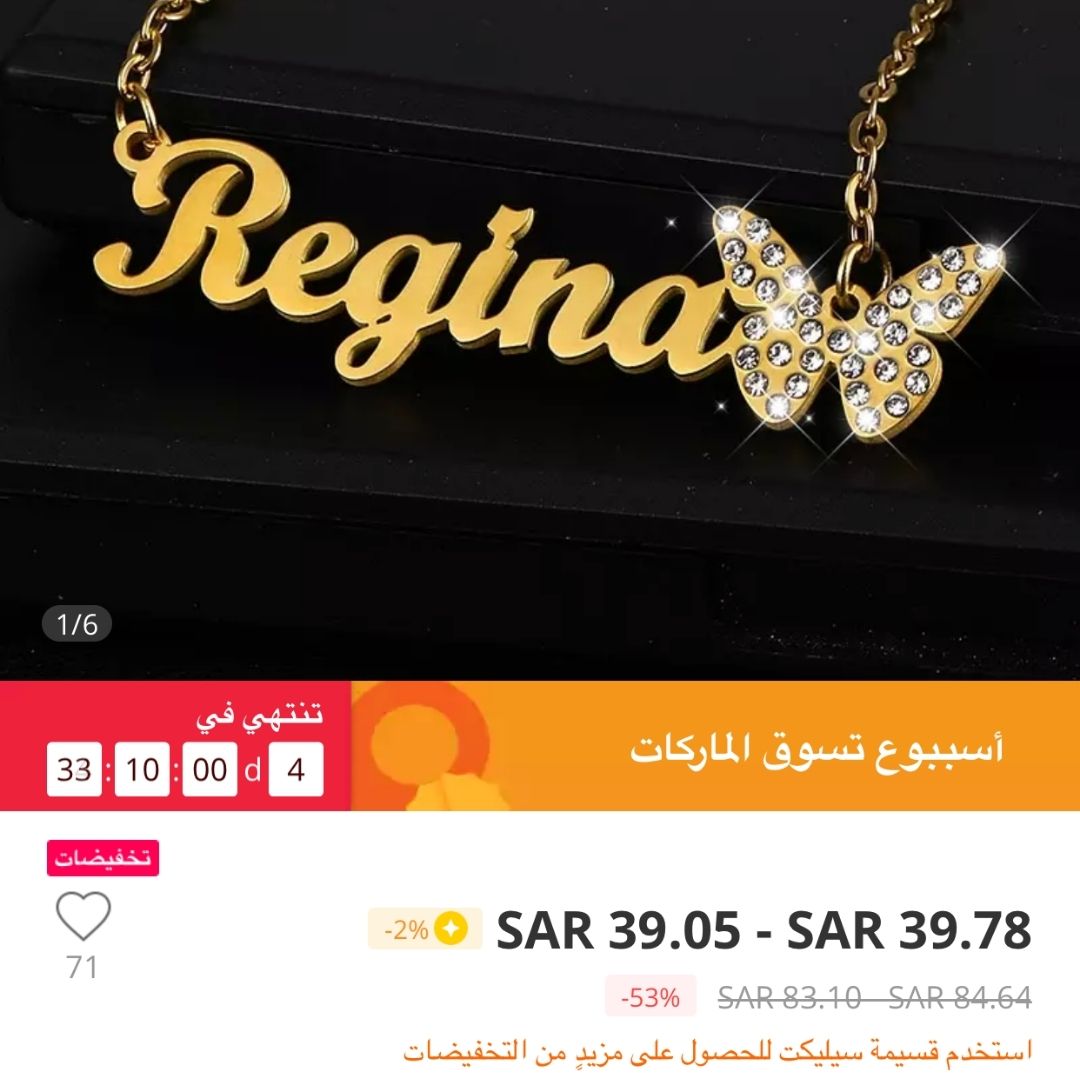 Regina
1/6
أسببوع تسوق الماركات
تنتهي في
4 d 00:10:33
تخفيضات
71
SAR 39.05 - SAR 39.78
-2%
SAR 83.10 - SAR 84.64
-53%
استخدم قسيمة سيليكت للحصول على مزيدٍ من التخفيضات